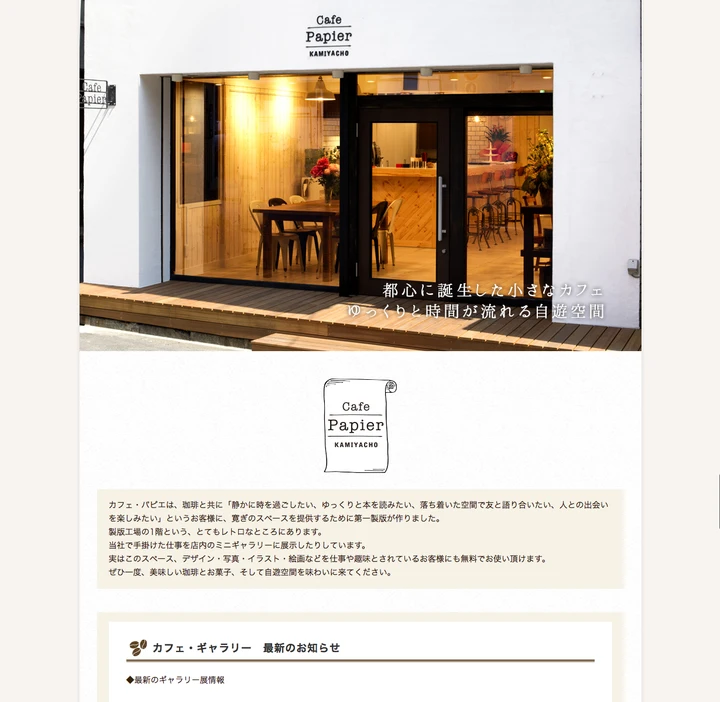 Cafe
Papier
KAMIYACHO
Cafe
Papier
都心に誕生した小さなカフェ
ゆっくりと時間が流れる自遊空間
Cafe
Papier
KAMIYACHO
カフェ・パピエは、珈琲と共に「静かに時を過ごしたい、ゆっくりと本を読みたい、落ち着いた空間で友と語り合いたい、人との出会い
を楽しみたい」というお客様に、寛ぎのスペースを提供するために第一製版が作りました。
製版工場の1階という、とてもレトロなところにあります。
当社で手掛けた仕事を店内のミニギャラリーに展示したりしています。
実はこのスペース、デザイン・写真・イラスト・絵画などを仕事や趣味とされているお客様にも無料でお使い頂けます。
ぜひ一度、美味しい珈琲とお菓子、そして自遊空間を味わいに来てください。
カフェ・ギャラリー　最新のお知らせ
◆最新のギャラリー展情報